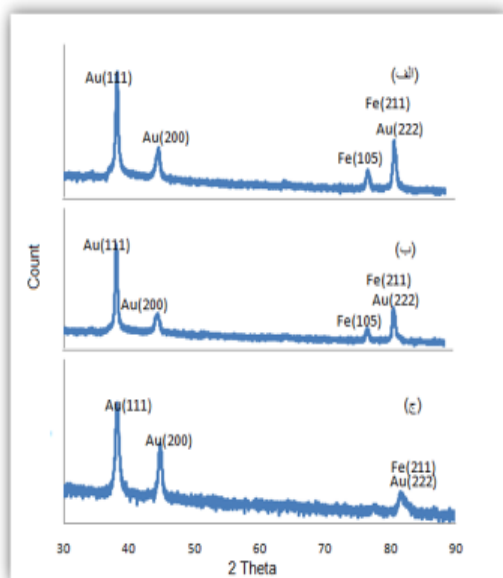 Count
(الف)
Au(111)
Fe(211)
Au(200)
Au(222)
Fe(105)
(ب)
Au(111)
Fe(211)
Au(200)
Au(222)
Fe(105)
(ج)
Au(111)
Au(200)
Fe(211)
Au(222)
30 40 50 60 70 80 90
2 Theta